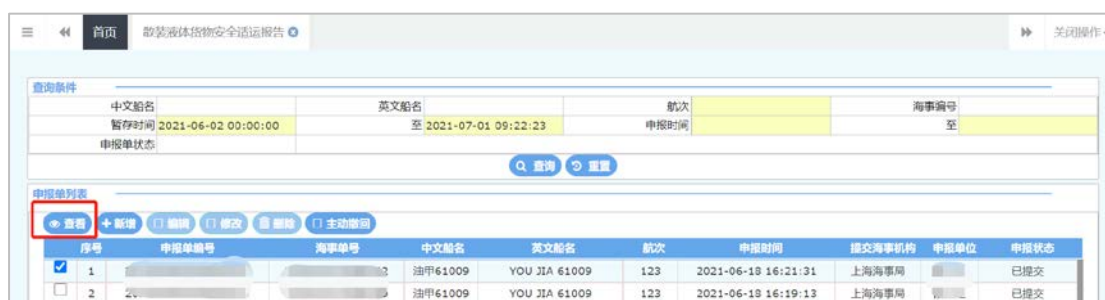 首页 散装液体货物安全适运报告 关闭操作
查询条件
中文船名 英文船名 航次 海事编号
暂存时间 2021-06-02 00:00:00 至 2021-07-01 09:22:23 申报时间 至
申报单状态
查询 重置
申报单列表
查看 新增 编辑 修改 删除 主动撤回
序号 申报单编号 海事单号 中文船名 英文船名 航次 申报时间 提交海事机构 申报单位 申报状态
1 油甲61009 YOU JIA 61009 123 2021-06-18 16:21:31 上海海事局 已提交
2 油甲61009 YOU JIA 61009 123 2021-06-18 16:19:13 上海海事局 已提交